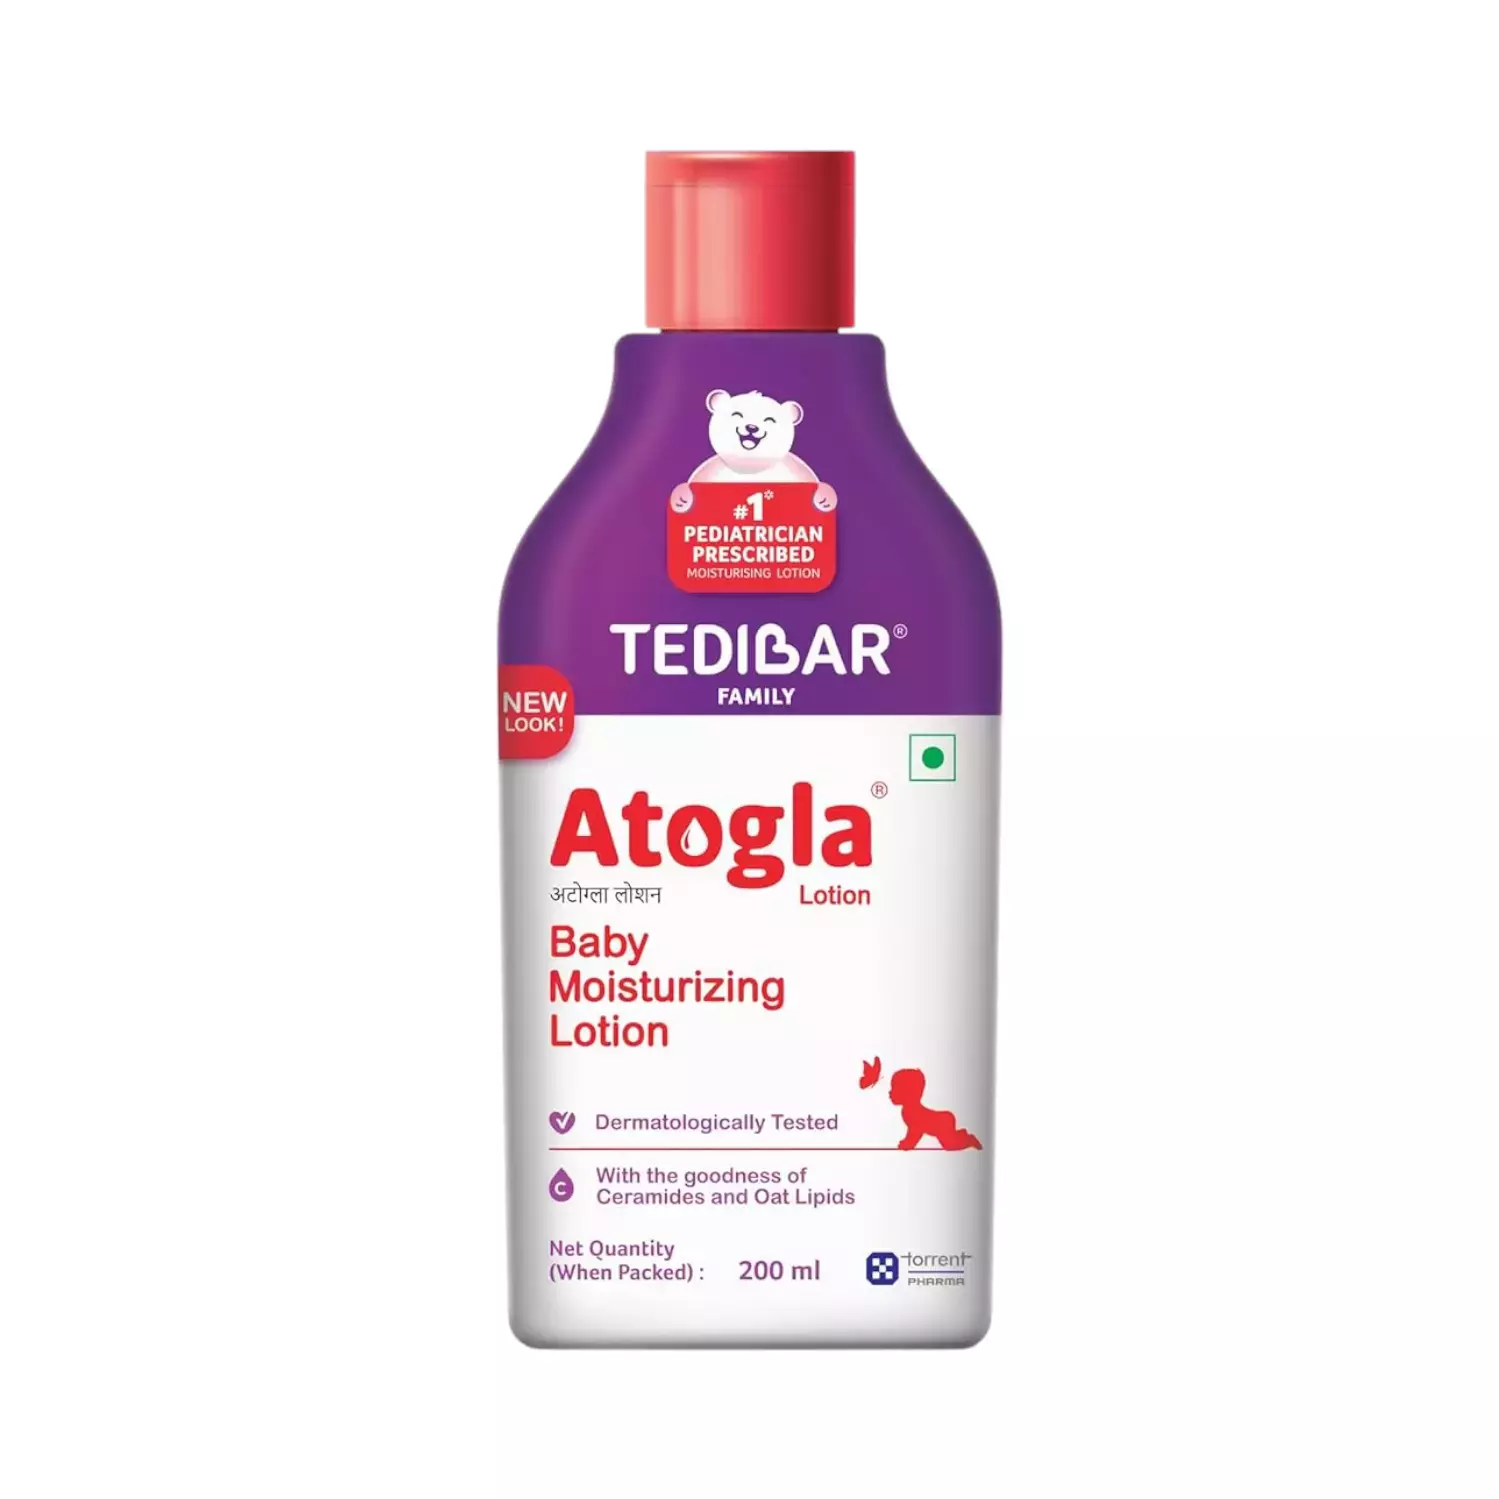 #1*
PEDIATRICIAN
PRESCRIBED
MOISTURISING LOTION
TEDIBAR®
FAMILY
NEW
LOOK!
Atogla®
अटोग्ला लोशन
Lotion
Baby
Moisturizing
Lotion
Dermatologically Tested
C
With the goodness of
Ceramides and Oat Lipids
Net Quantity
(When Packed) : 200 ml
torrent
PHARMA